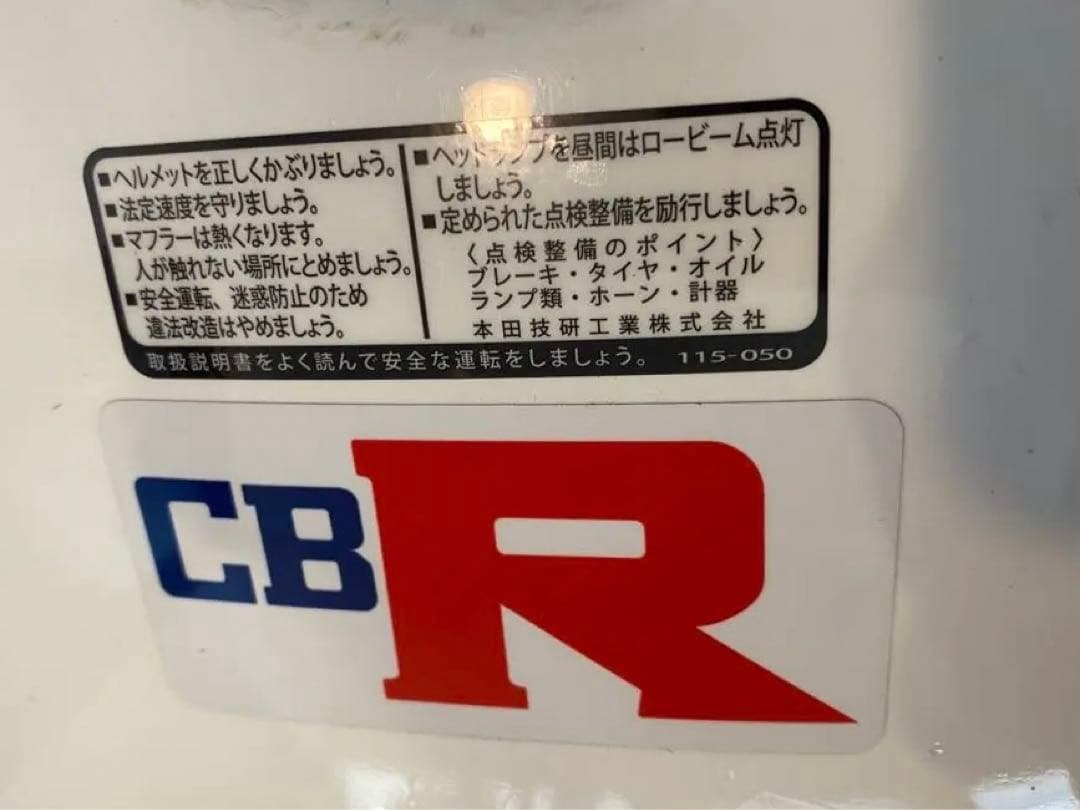 ■ヘルメットを正しくかぶりましょう。
■法定速度を守りましょう。
■マフラーは熱くなります。
人が触れない場所にとめましょう。
■安全運転、迷惑防止のため
違法改造はやめましょう。
■ヘッドランプを昼間はロービーム点灯
しましょう。
■定められた点検整備を励行しましょう。
〈点検整備のポイント〉
ブレーキ・タイヤ・オイル
ランプ類・ホーン・計器
本田技研工業株式会社
取扱説明書をよく読んで安全な運転をしましょう。 115-050
CBR